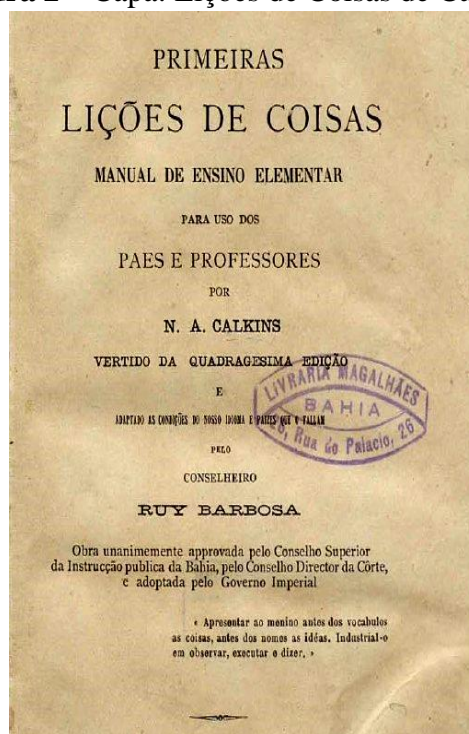 Capa: Lições de Coisas de
PRIMEIRAS
LIÇÕES DE COISAS
MANUAL DE ENSINO ELEMENTAR
PARA USO DOS
PAES E PROFESSORES
POR
N. A. CALKINS
VERTIDO DA QUADRAGESIMA EDIÇÃO
E
ADAPTADO ÁS CONDIÇÕES DO NOSSO IDIOMA E PAIZES QUE O FALLAM
PELO
CONSELHEIRO
RUY BARBOSA
LIVRARIA MAGALHÃES
BAHIA
26, Rua do Palacio, 26
Obra unanimemente approvada pelo Conselho Superior
da Instrucção publica da Bahia, pelo Conselho Director da Côrte,
e adoptada pelo Governo Imperial
« Apresentar ao menino antes dos vocabulos
as coisas, antes dos nomes as idéas. Industrial-o
em observar, executar e dizer. »